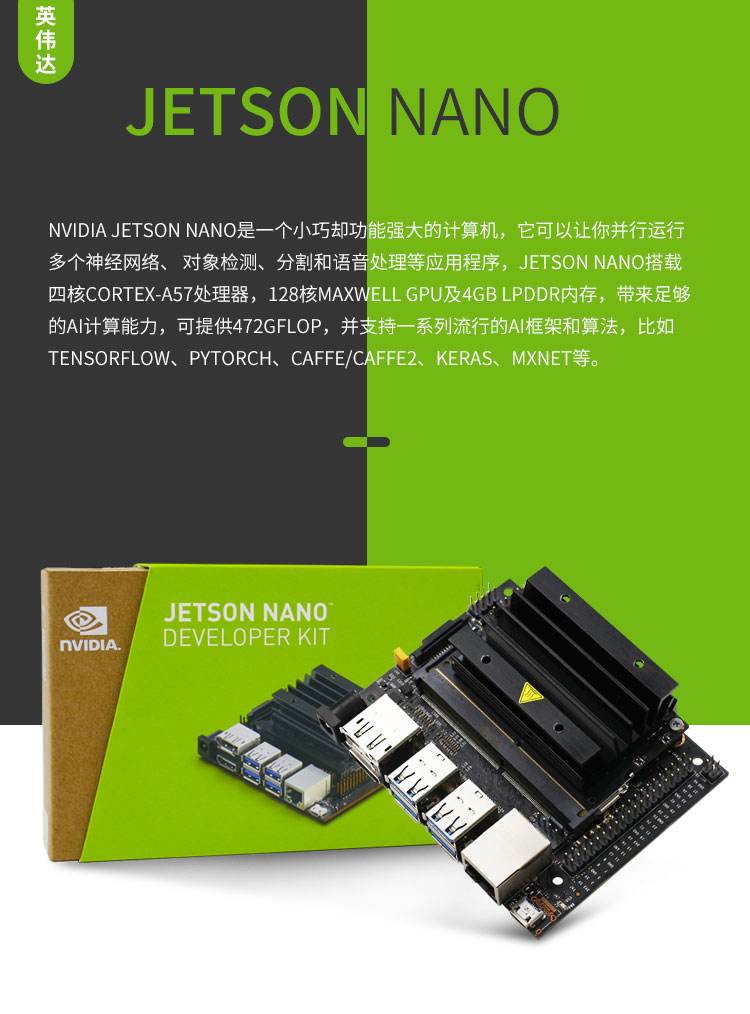 英
伟
达
JETSON NANO
NVIDIA JETSON NANO是一个小巧却功能强大的计算机，它可以让你并行运行
多个神经网络、 对象检测、分割和语音处理等应用程序，JETSON NANO搭载
四核CORTEX-A57处理器，128核MAXWELL GPU及4GB LPDDR内存，带来足够
的AI计算能力，可提供472GFLOP，并支持一系列流行的AI框架和算法，比如
TENSORFLOW、PYTORCH、CAFFE/CAFFE2、KERAS、MXNET等。
NVIDIA.
JETSON NANO™
DEVELOPER KIT